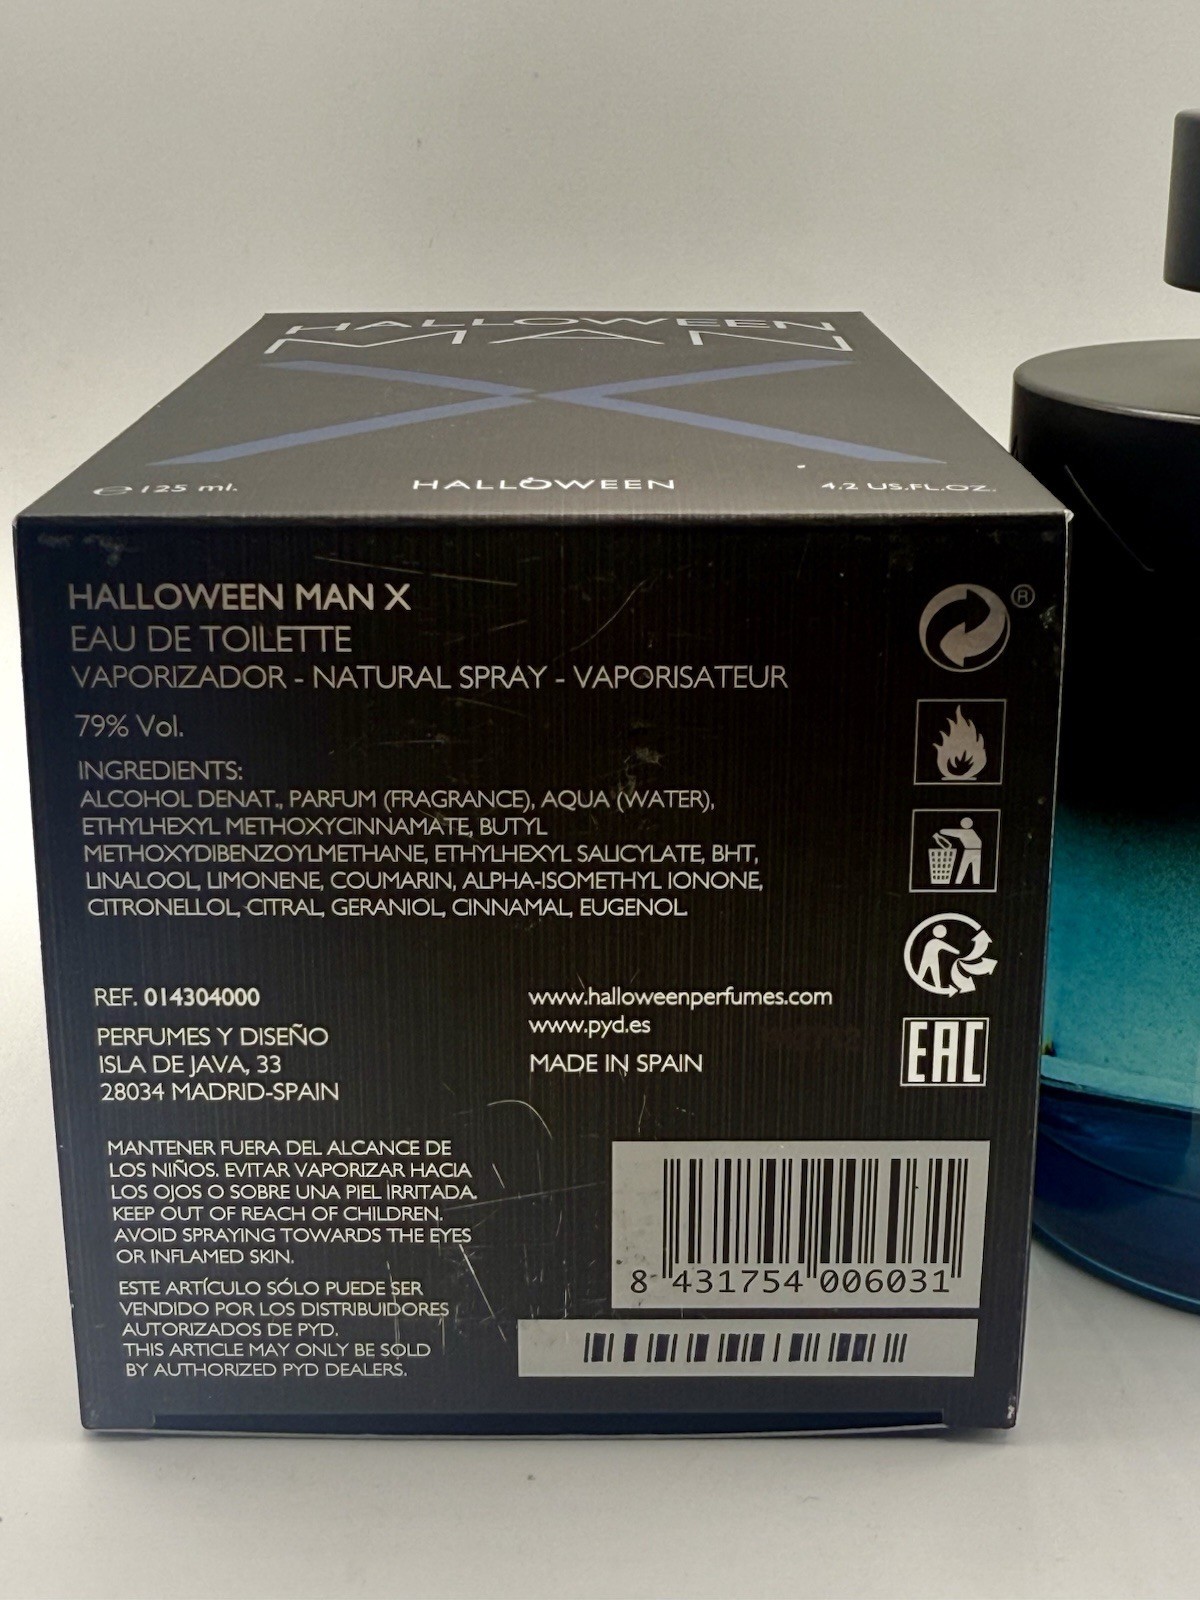 HALLOWEEN
MAN
X
℮ 125 ml.
HALLOWEEN
4.2 US.FL.OZ.
HALLOWEEN MAN X
EAU DE TOILETTE
VAPORIZADOR - NATURAL SPRAY - VAPORISATEUR
79% Vol.
INGREDIENTS:
ALCOHOL DENAT., PARFUM (FRAGRANCE), AQUA (WATER),
ETHYLHEXYL METHOXYCINNAMATE, BUTYL
METHOXYDIBENZOYLMETHANE, ETHYLHEXYL SALICYLATE, BHT,
LINALOOL, LIMONENE, COUMARIN, ALPHA-ISOMETHYL IONONE,
CITRONELLOL, CITRAL, GERANIOL, CINNAMAL, EUGENOL.
®
REF. 014304000
PERFUMES Y DISEÑO
ISLA DE JAVA, 33
28034 MADRID-SPAIN
www.halloweenperfumes.com
www.pyd.es
MADE IN SPAIN
EAC
MANTENER FUERA DEL ALCANCE DE
LOS NIÑOS. EVITAR VAPORIZAR HACIA
LOS OJOS O SOBRE UNA PIEL IRRITADA.
KEEP OUT OF REACH OF CHILDREN.
AVOID SPRAYING TOWARDS THE EYES
OR INFLAMED SKIN.
ESTE ARTÍCULO SÓLO PUEDE SER
VENDIDO POR LOS DISTRIBUIDORES
AUTORIZADOS DE PYD.
THIS ARTICLE MAY ONLY BE SOLD
BY AUTHORIZED PYD DEALERS.
8 431754 006031